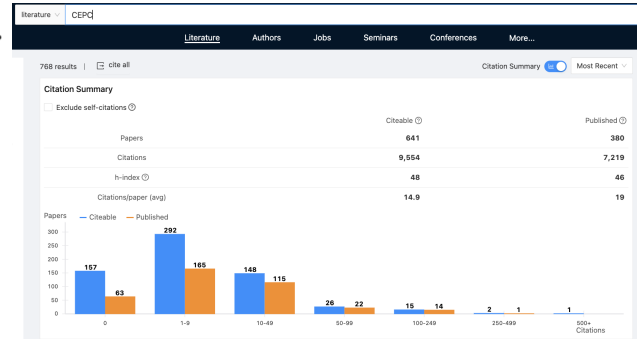 literature CEPC
Literature Authors Jobs Seminars Conferences More...
768 results | cite all Citation Summary Most Recent
Citation Summary
Exclude self-citations
Citeable Published
Papers 641 380
Citations 9,554 7,219
h-index 48 46
Citations/paper (avg) 14.9 19
Papers — Citeable — Published
300
250
200
150
100
50
0
157 63
292 165
148 115
26 22
15 14
2 1
1
0 1-9 10-49 50-99 100-249 250-499 500+
Citations